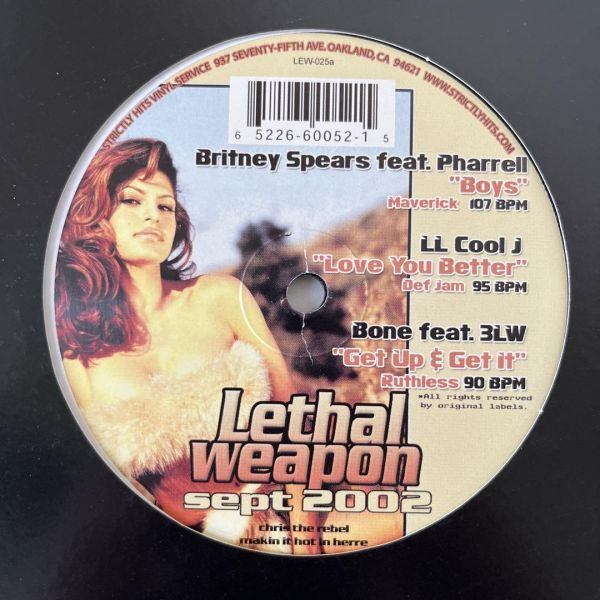 STRICTLY HITS VINYL SERVICE 937 SEVENTY-FIFTH AVE. OAKLAND, CA 94621 WWW.STRICTLYHITS.COM
LEW-025a
6 52266-60052-1 5
Britney Spears feat. Pharrell
"Boys"
Maverick 107 BPM
LL Cool J
"Love You Better"
Def Jam 95 BPM
Bone feat. 3LW
"Get Up & Get it"
Ruthless 90 BPM
*All rights reserved
by original labels.
Lethal
weapon
sept 2002
chris the rebel
makin it hot in herre